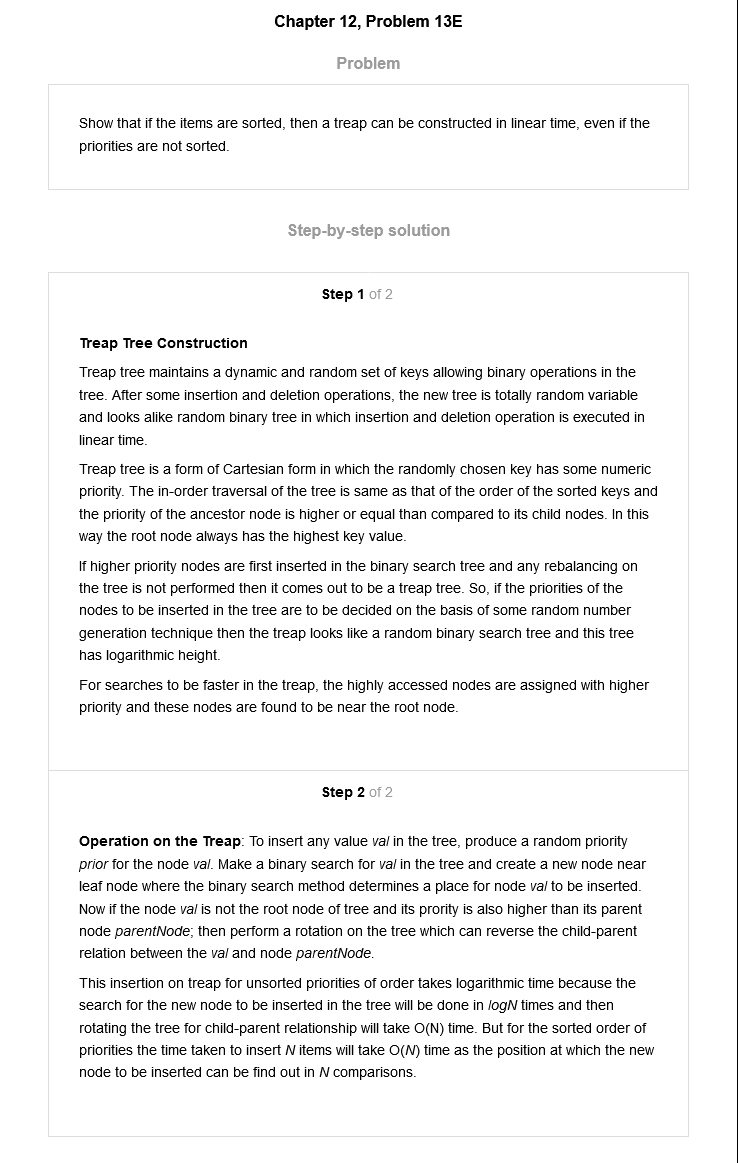 Chapter 12, Problem 13E
Problem
Show that if the items are sorted, then a treap can be constructed in linear time, even if the
priorities are not sorted.
Step-by-step solution
Step 1 of 2
Treap Tree Construction
Treap tree maintains a dynamic and random set of keys allowing binary operations in the
tree. After some insertion and deletion operations, the new tree is totally random variable
and looks alike random binary tree in which insertion and deletion operation is executed in
linear time.
Treap tree is a form of Cartesian form in which the randomly chosen key has some numeric
priority. The in-order traversal of the tree is same as that of the order of the sorted keys and
the priority of the ancestor node is higher or equal than compared to its child nodes. In this
way the root node always has the highest key value.
If higher priority nodes are first inserted in the binary search tree and any rebalancing on
the tree is not performed then it comes out to be a treap tree. So, if the priorities of the
nodes to be inserted in the tree are to be decided on the basis of some random number
generation technique then the treap looks like a random binary search tree and this tree
has logarithmic height.
For searches to be faster in the treap, the highly accessed nodes are assigned with higher
priority and these nodes are found to be near the root node.
Step 2 of 2
Operation on the Treap: To insert any value val in the tree, produce a random priority
prior for the node val. Make a binary search for val in the tree and create a new node near
leaf node where the binary search method determines a place for node val to be inserted.
Now if the node val is not the root node of tree and its prority is also higher than its parent
node parentNode; then perform a rotation on the tree which can reverse the child-parent
relation between the val and node parentNode.
This insertion on treap for unsorted priorities of order takes logarithmic time because the
search for the new node to be inserted in the tree will be done in logN times and then
rotating the tree for child-parent relationship will take O(N) time. But for the sorted order of
priorities the time taken to insert N items will take O(N) time as the position at which the new
node to be inserted can be find out in N comparisons.